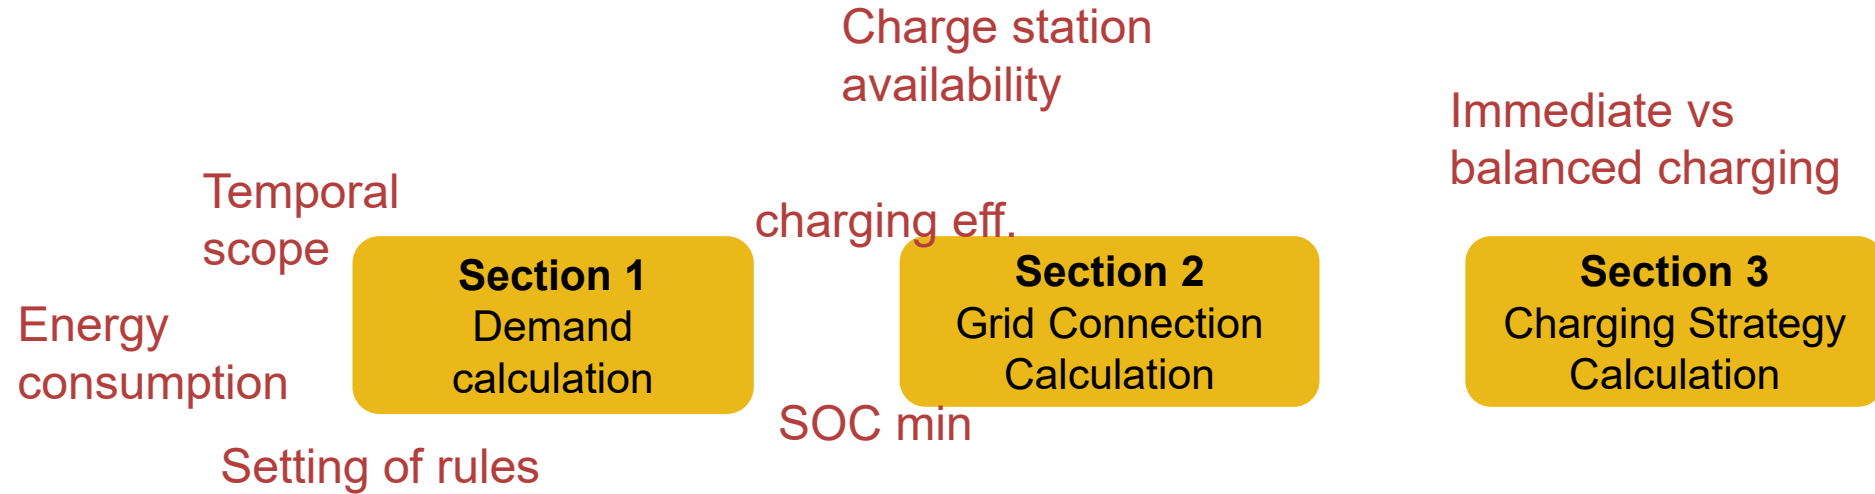 Charge station
availability
Immediate vs
balanced charging
Temporal
scope
charging eff.
Energy
consumption
Section 1
Demand
calculation
Section 2
Grid Connection
Calculation
Section 3
Charging Strategy
Calculation
SOC min
Setting of rules